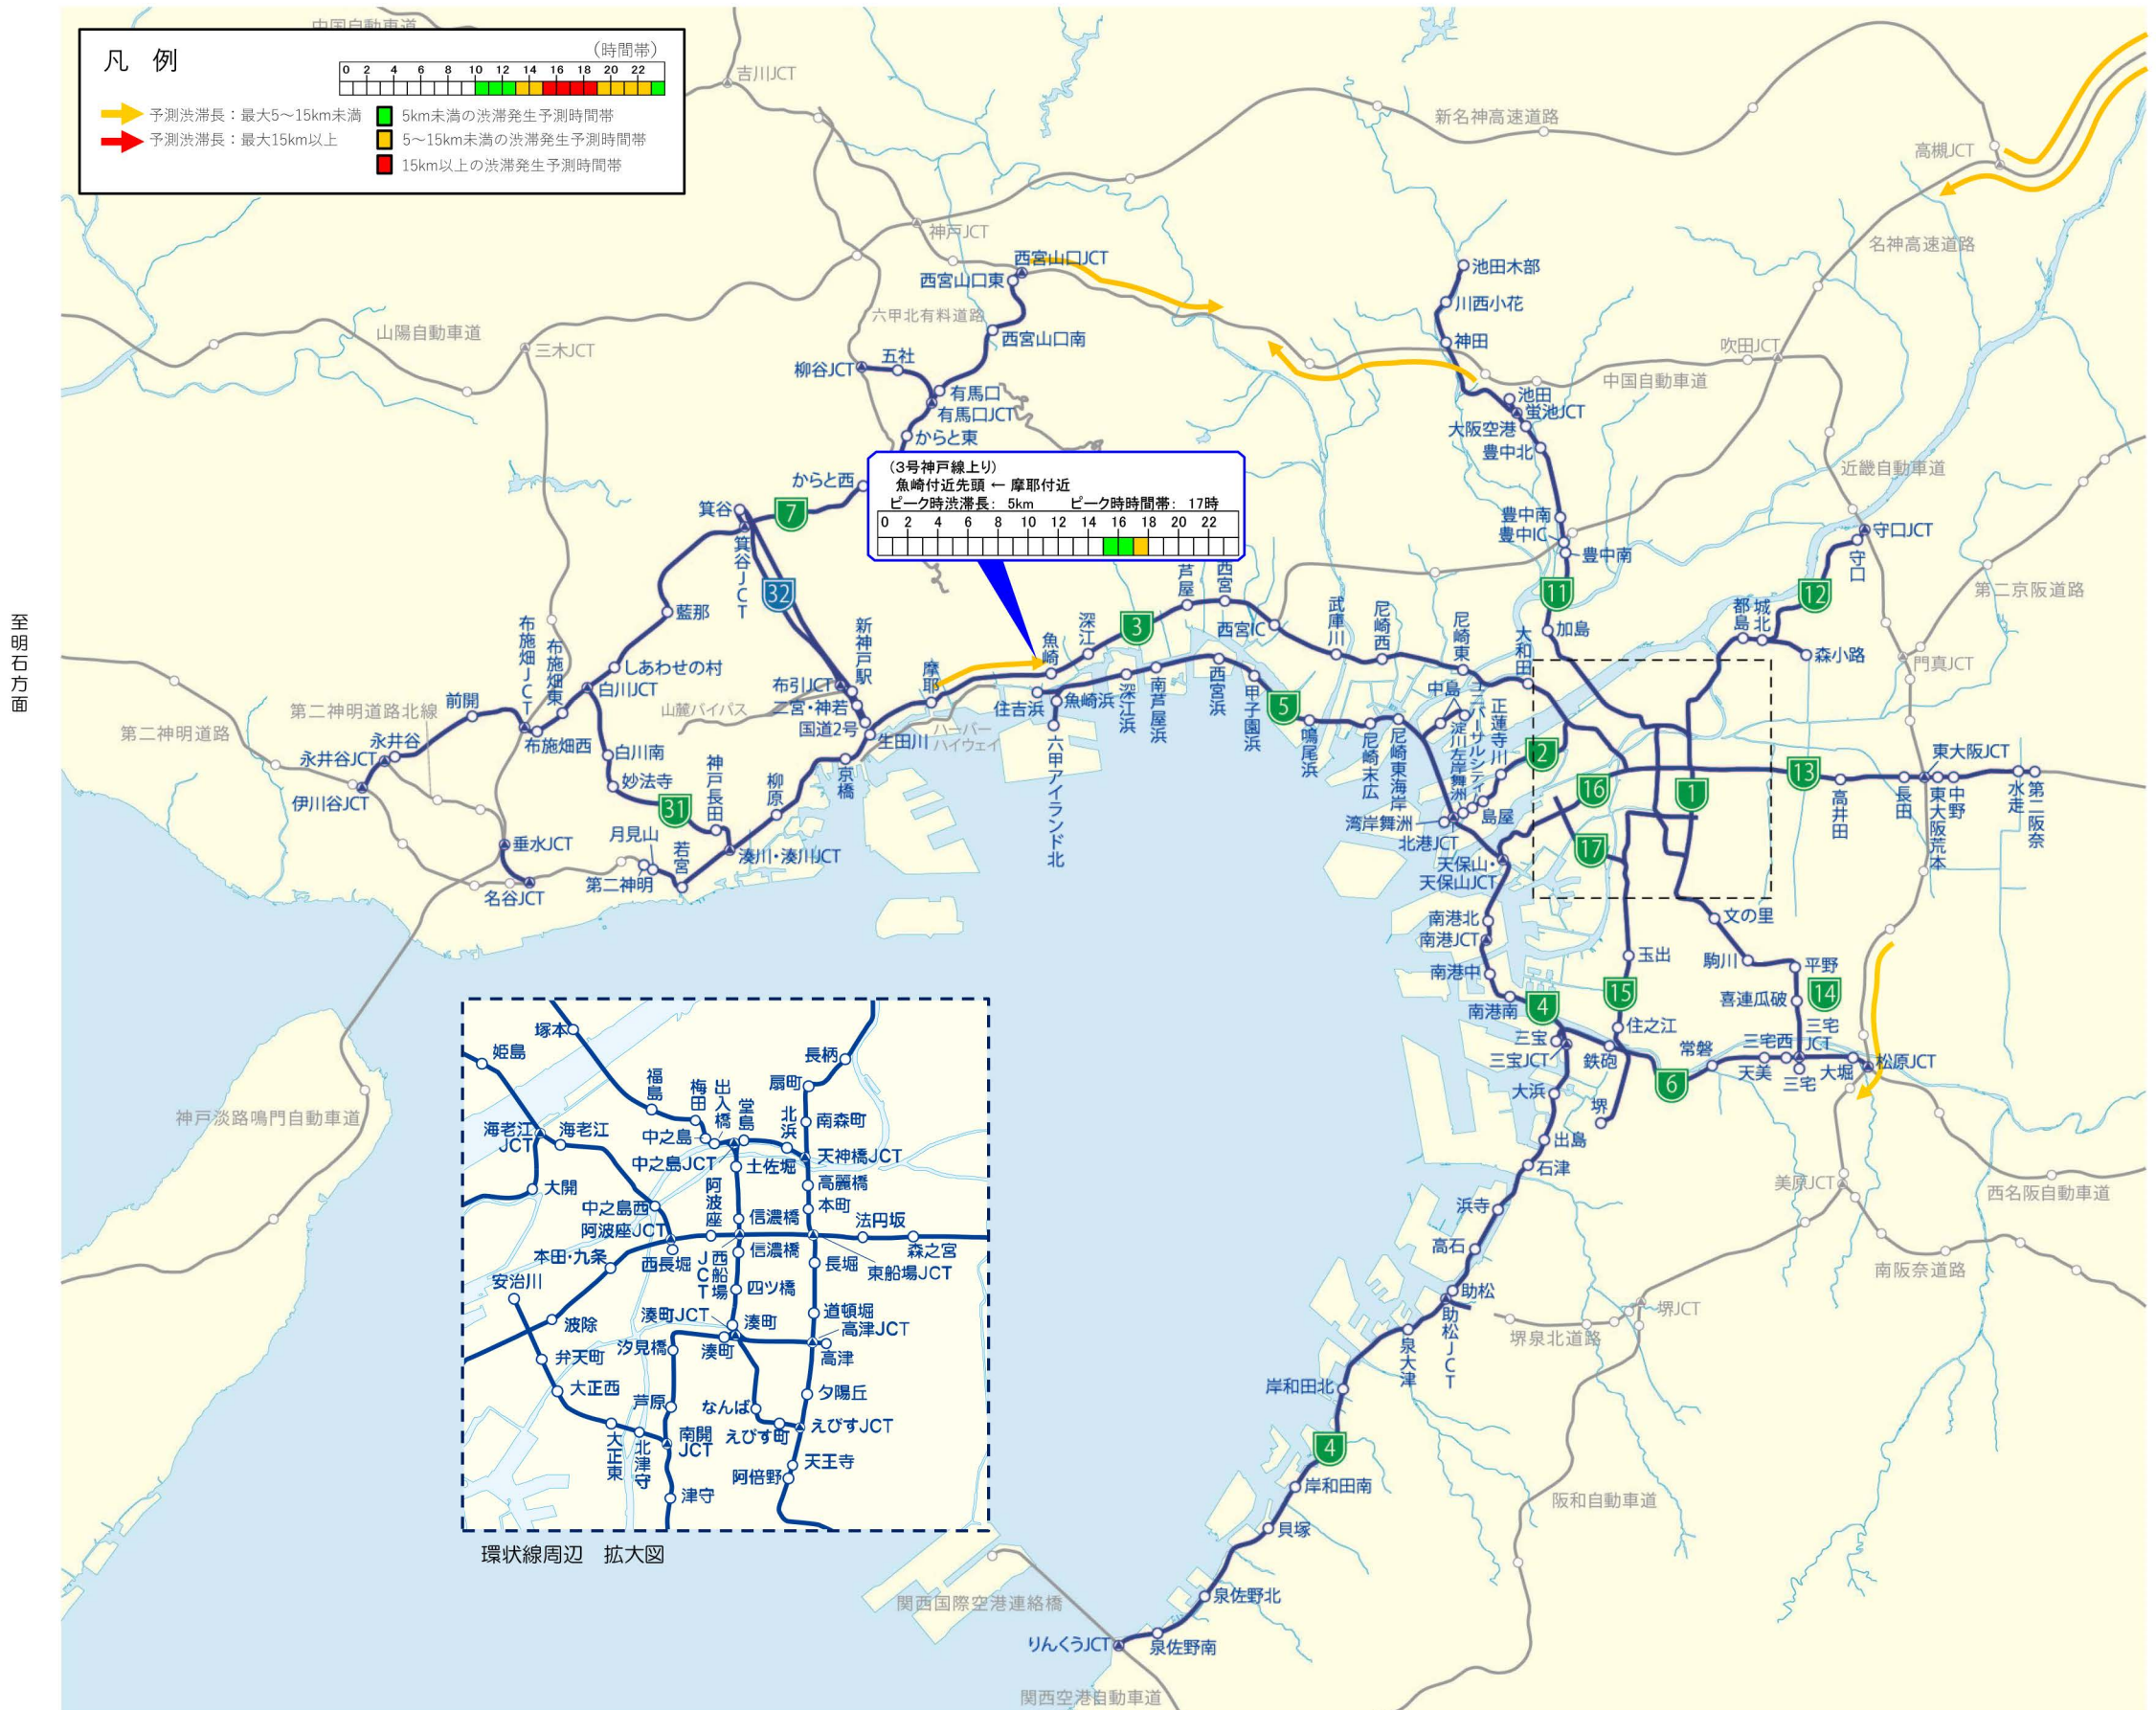 中国自動車道
凡　例
（時間帯）
0 2 4 6 8 10 12 14 16 18 20 22
予測渋滞長：最大5～15km未満
5km未満の渋滞発生予測時間帯
予測渋滞長：最大15km以上
5～15km未満の渋滞発生予測時間帯
15km以上の渋滞発生予測時間帯
吉川JCT
新名神高速道路
高槻JCT
神戸JCT
名神高速道路
西宮山口JCT
西宮山口東
池田木部
川西小花
六甲北有料道路
山陽自動車道
三木JCT
西宮山口南
神田
吹田JCT
柳谷JCT
五社
中国自動車道
有馬口
有馬口JCT
池田
蛍池JCT
からと東
大阪空港
豊中北
近畿自動車道
（3号神戸線上り）
魚崎付近先頭 ← 摩耶付近
ピーク時渋滞長： 5km　ピーク時時間帯： 17時
0 2 4 6 8 10 12 14 16 18 20 22
からと西
箕谷
7
箕谷JCT
32
豊中南
豊中IC
豊中南
守口JCT
守口
第二京阪道路
11
12
至明石方面
藍那
布施畑JCT
布施畑東
新神戸駅
芦屋
西宮
深江
3
魚崎
西宮IC
武庫川
尼崎西
尼崎東
大和田
加島
都島
城北
森小路
門真JCT
しあわせの村
白川JCT
摩耶
布引JCT
二宮・神若
国道2号
山麓バイパス
生田川
ハーバー
ハイウェイ
住吉浜
魚崎浜
深江浜
南芦屋浜
西宮浜
甲子園浜
5
鳴尾浜
尼崎末広
尼崎東海岸
中島
ユニバーサルシティ
淀川左岸舞洲
正蓮寺川
2
前開
第二神明道路北線
第二神明道路
永井谷
永井谷JCT
布施畑西
伊川谷JCT
白川南
妙法寺
31
神戸長田
柳原
京橋
六甲アイランド北
16
1
13
東大阪JCT
高井田
長田
東大阪荒本
中野
水走
第二阪奈
湾岸舞洲
島屋
北港JCT
17
天保山・
天保山JCT
垂水JCT
月見山
若宮
湊川・湊川JCT
第二神明
名谷JCT
南港北
南港JCT
南港中
南港南
4
文の里
玉出
駒川
平野
喜連瓜破
14
15
住之江
三宝
三宝JCT
鉄砲
常磐
三宅西
三宅
JCT
天美
三宅
大堀
松原JCT
6
大浜
堺
出島
石津
神戸淡路鳴門自動車道
浜寺
美原JCT
西名阪自動車道
高石
南阪奈道路
助松
助松JCT
堺JCT
堺泉北道路
泉大津
岸和田北
4
岸和田南
阪和自動車道
貝塚
泉佐野北
泉佐野南
りんくうJCT
関西国際空港連絡橋
関西空港自動車道
塚本
姫島
長柄
福島
梅田
出入橋
堂島
扇町
北浜
南森町
海老江
JCT
海老江
中之島
中之島JCT
土佐堀
天神橋JCT
大開
阿波座
高麗橋
中之島西
信濃橋
本町
法円坂
阿波座JCT
本田・九条
西長堀
西船場JCT
信濃橋
森之宮
長堀
東船場JCT
安治川
四ツ橋
波除
湊町JCT
湊町
道頓堀
高津JCT
汐見橋
湊町
高津
弁天町
大正西
芦原
なんば
夕陽丘
えびす町
えびすJCT
大正東
北津守
南開
JCT
天王寺
阿倍野
津守
環状線周辺　拡大図